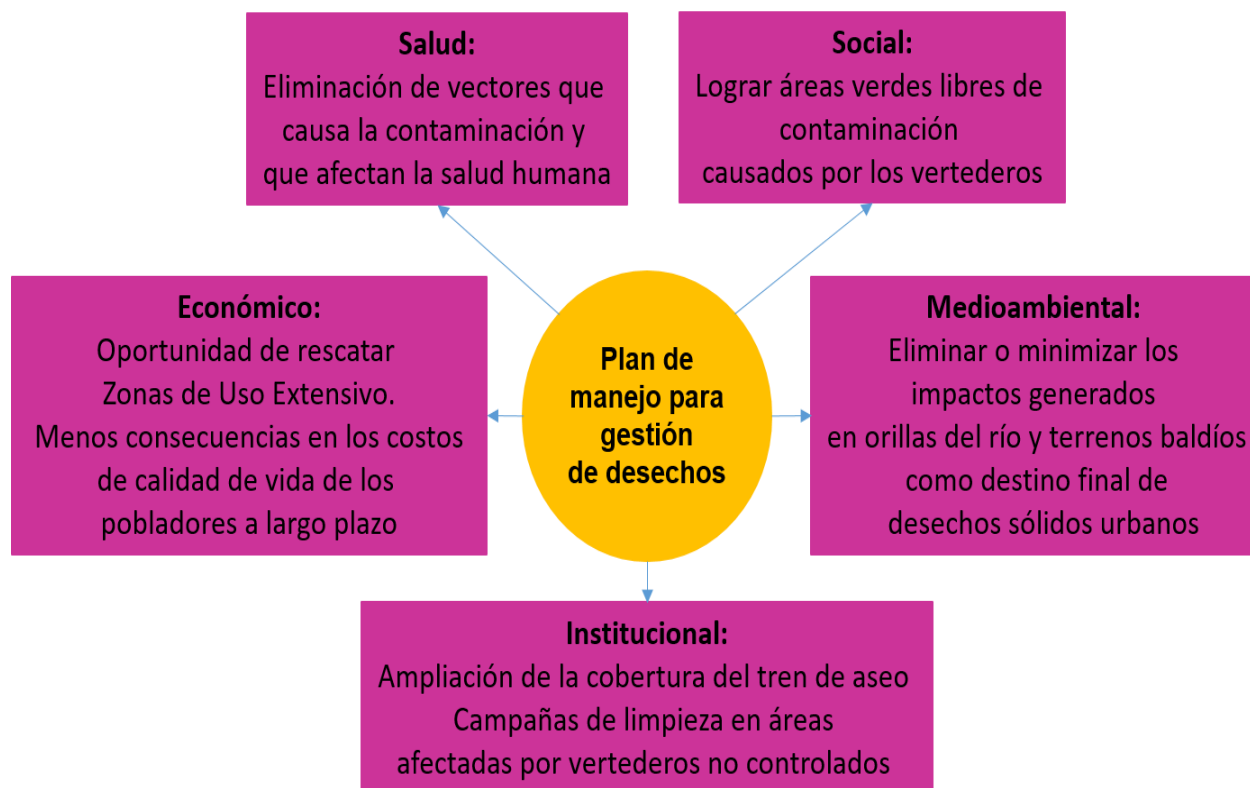 Salud:
Eliminación de vectores que
causa la contaminación y
que afectan la salud humana
Social:
Lograr áreas verdes libres de
contaminación
causados por los vertederos
Económico:
Oportunidad de rescatar
Zonas de Uso Extensivo.
Menos consecuencias en los costos
de calidad de vida de los
pobladores a largo plazo
Plan de
manejo para
gestión
de desechos
Medioambiental:
Eliminar o minimizar los
impactos generados
en orillas del río y terrenos baldíos
como destino final de
desechos sólidos urbanos
Institucional:
Ampliación de la cobertura del tren de aseo
Campañas de limpieza en áreas
afectadas por vertederos no controlados